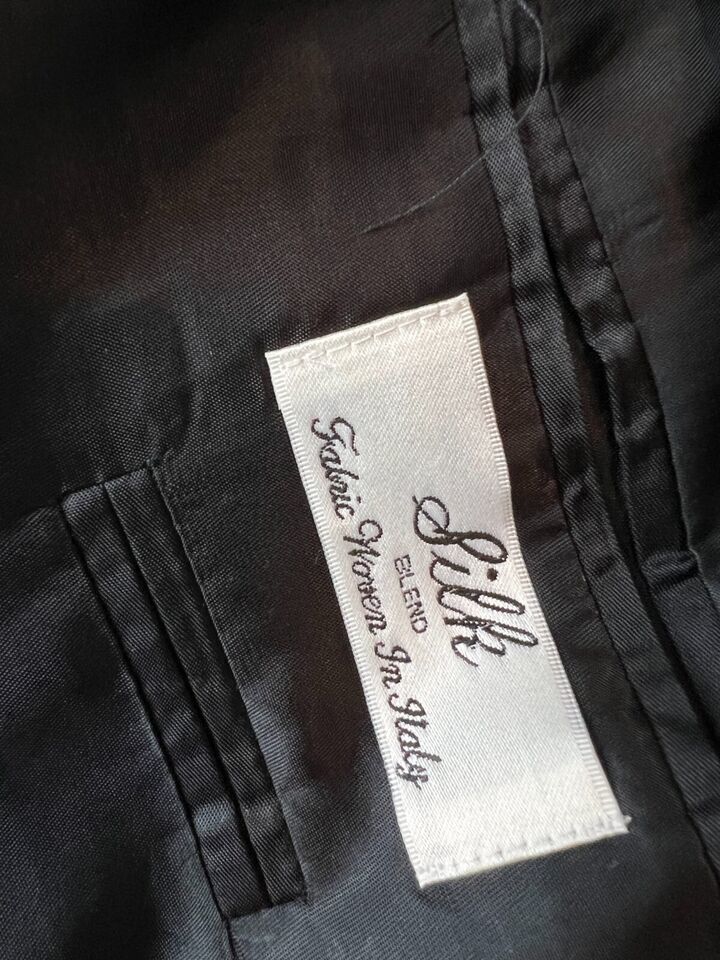 Silk
BLEND
Fabric Woven In Italy